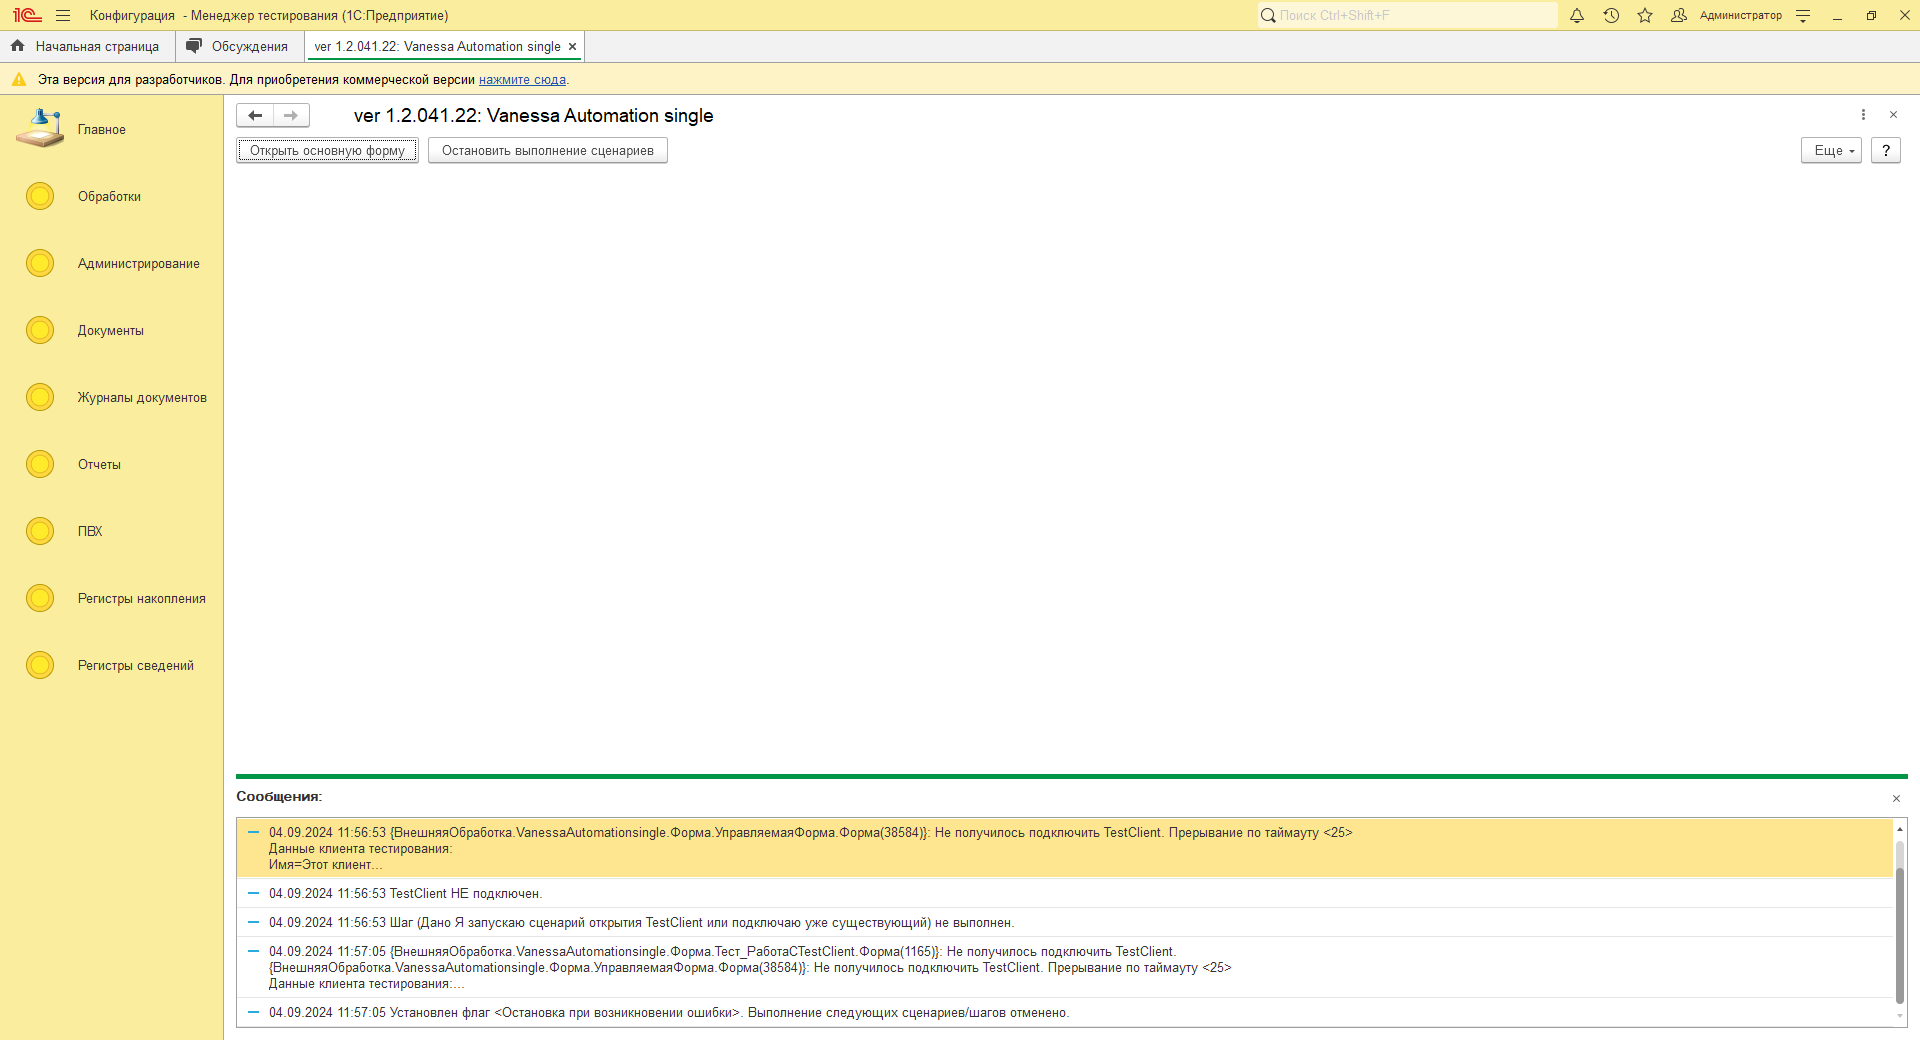 1С Конфигурация - Менеджер тестирования (1С:Предприятие) Поиск Ctrl+Shift+F Администратор
Начальная страница Обсуждения ver 1.2.041.22: Vanessa Automation single ×
Эта версия для разработчиков. Для приобретения коммерческой версии нажмите сюда.
Главное
Обработки
Администрирование
Документы
Журналы документов
Отчеты
ПВХ
Регистры накопления
Регистры сведений
ver 1.2.041.22: Vanessa Automation single
Открыть основную форму Остановить выполнение сценариев Еще ?
Сообщения:
04.09.2024 11:56:53 {ВнешняяОбработка.VanessaAutomationsingle.Форма.УправляемаяФорма.Форма(38584)}: Не получилось подключить TestClient. Прерывание по таймауту <25>
Данные клиента тестирования:
Имя=Этот клиент...
04.09.2024 11:56:53 TestClient НЕ подключен.
04.09.2024 11:56:53 Шаг (Дано Я запускаю сценарий открытия TestClient или подключаю уже существующий) не выполнен.
04.09.2024 11:57:05 {ВнешняяОбработка.VanessaAutomationsingle.Форма.Тест_РаботаСTestClient.Форма(1165)}: Не получилось подключить TestClient.
{ВнешняяОбработка.VanessaAutomationsingle.Форма.УправляемаяФорма.Форма(38584)}: Не получилось подключить TestClient. Прерывание по таймауту <25>
Данные клиента тестирования:...
04.09.2024 11:57:05 Установлен флаг <Остановка при возникновении ошибки>. Выполнение следующих сценариев/шагов отменено.